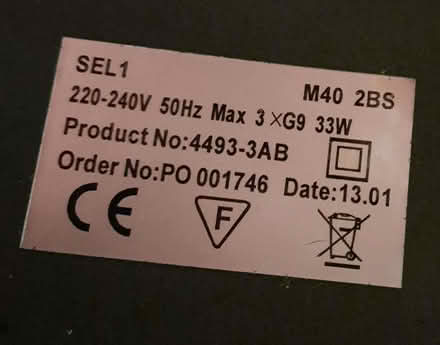 SEL1 M40 2BS
220-240V 50Hz Max 3×G9 33W
Product No:4493-3AB
Order No:PO 001746 Date:13.01
CE F